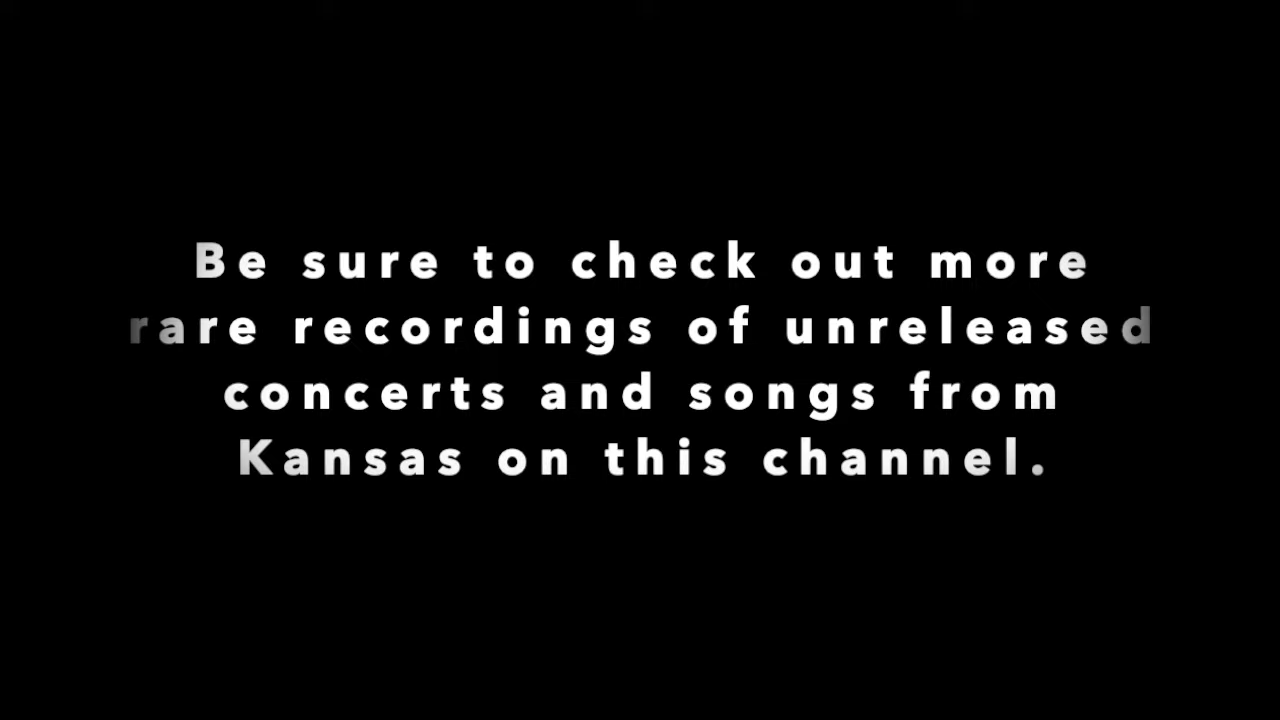 Be sure to check out more
rare recordings of unreleased
concerts and songs from
Kansas on this channel.